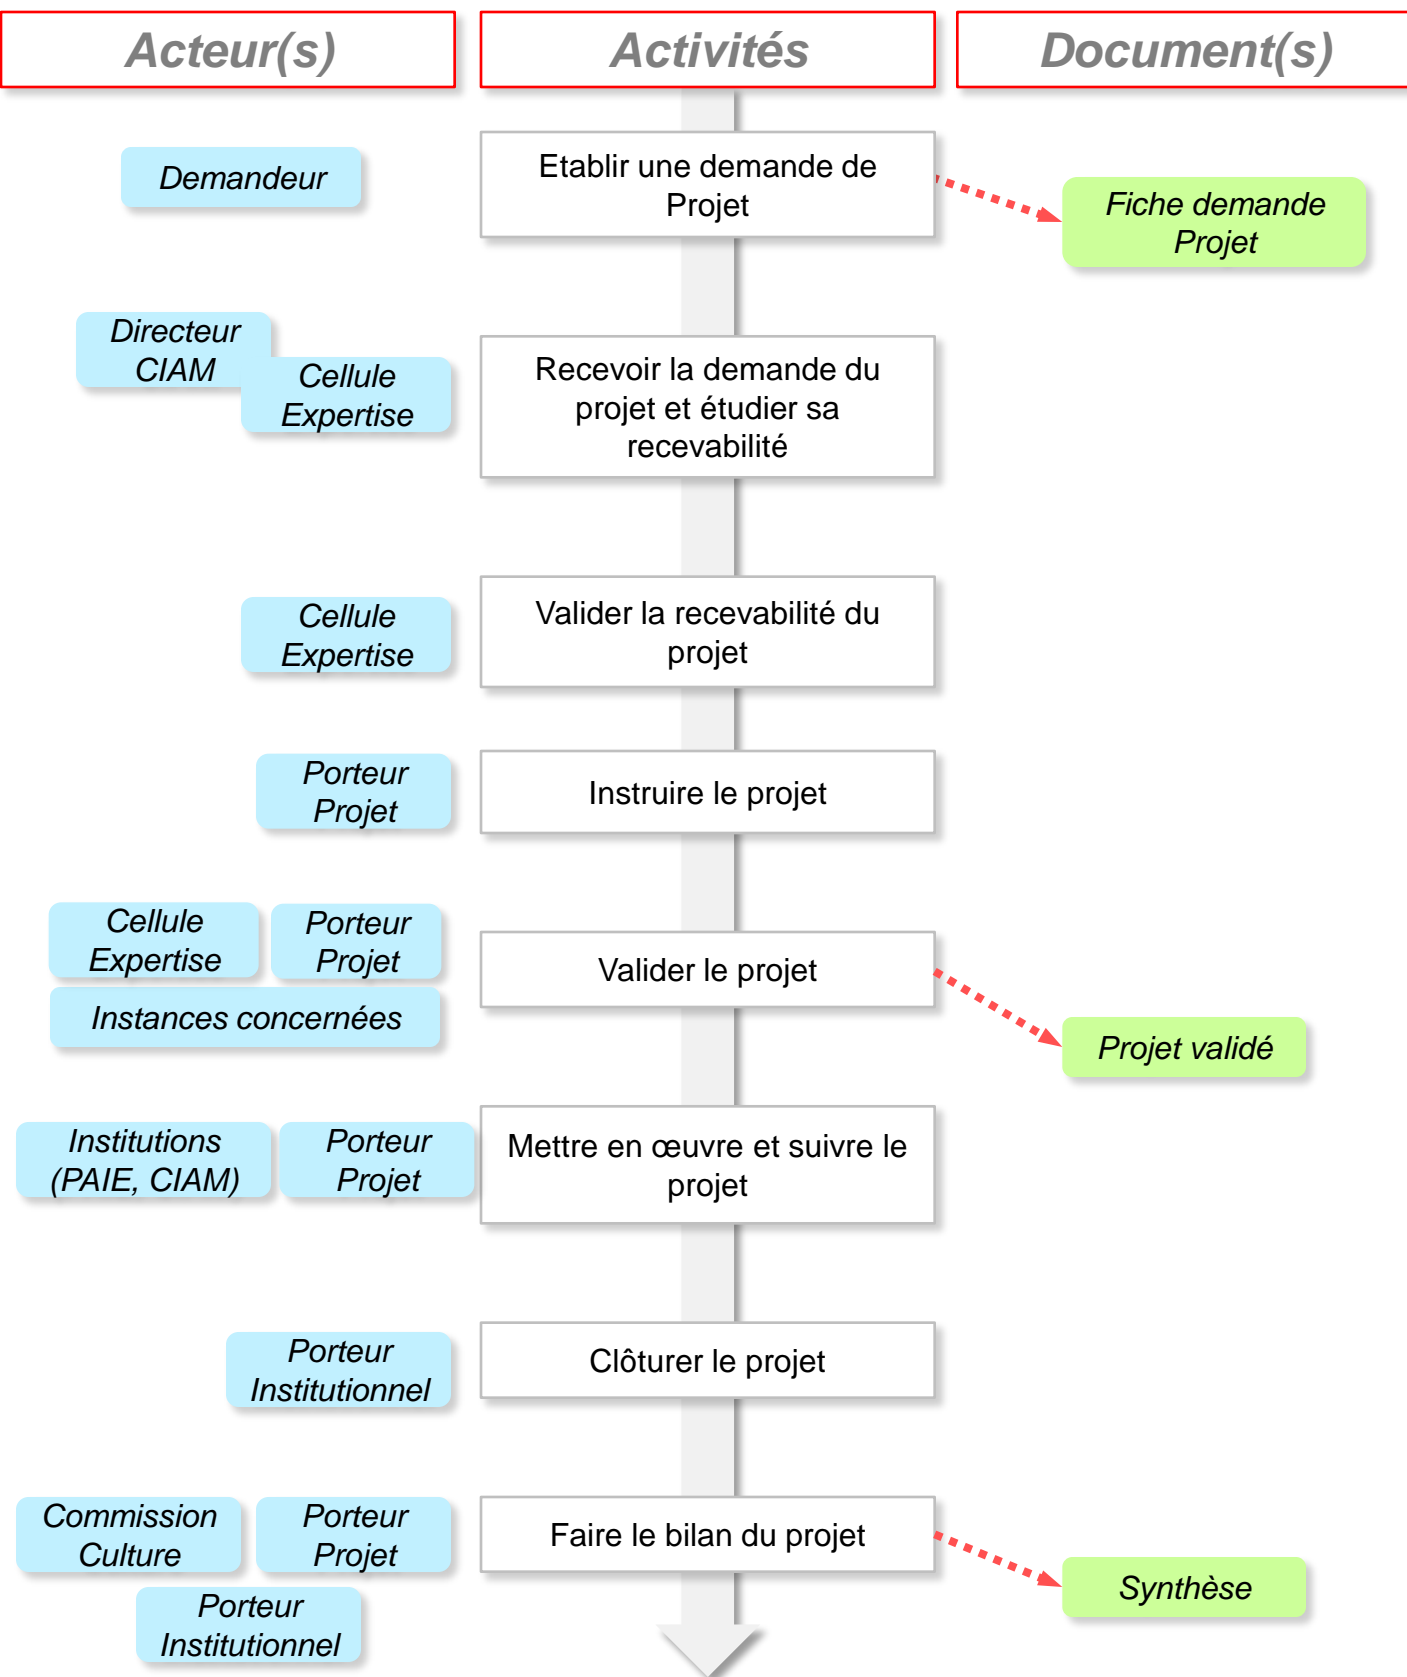 Acteur(s)
Activités
Document(s)
Demandeur
Etablir une demande de
Projet
Fiche demande
Projet
Directeur
CIAM
Cellule
Expertise
Recevoir la demande du
projet et étudier sa
recevabilité
Cellule
Expertise
Valider la recevabilité du
projet
Porteur
Projet
Instruire le projet
Cellule
Expertise
Porteur
Projet
Instances concernées
Valider le projet
Projet validé
Institutions
(PAIE, CIAM)
Porteur
Projet
Mettre en œuvre et suivre le
projet
Porteur
Institutionnel
Clôturer le projet
Commission
Culture
Porteur
Projet
Porteur
Institutionnel
Faire le bilan du projet
Synthèse